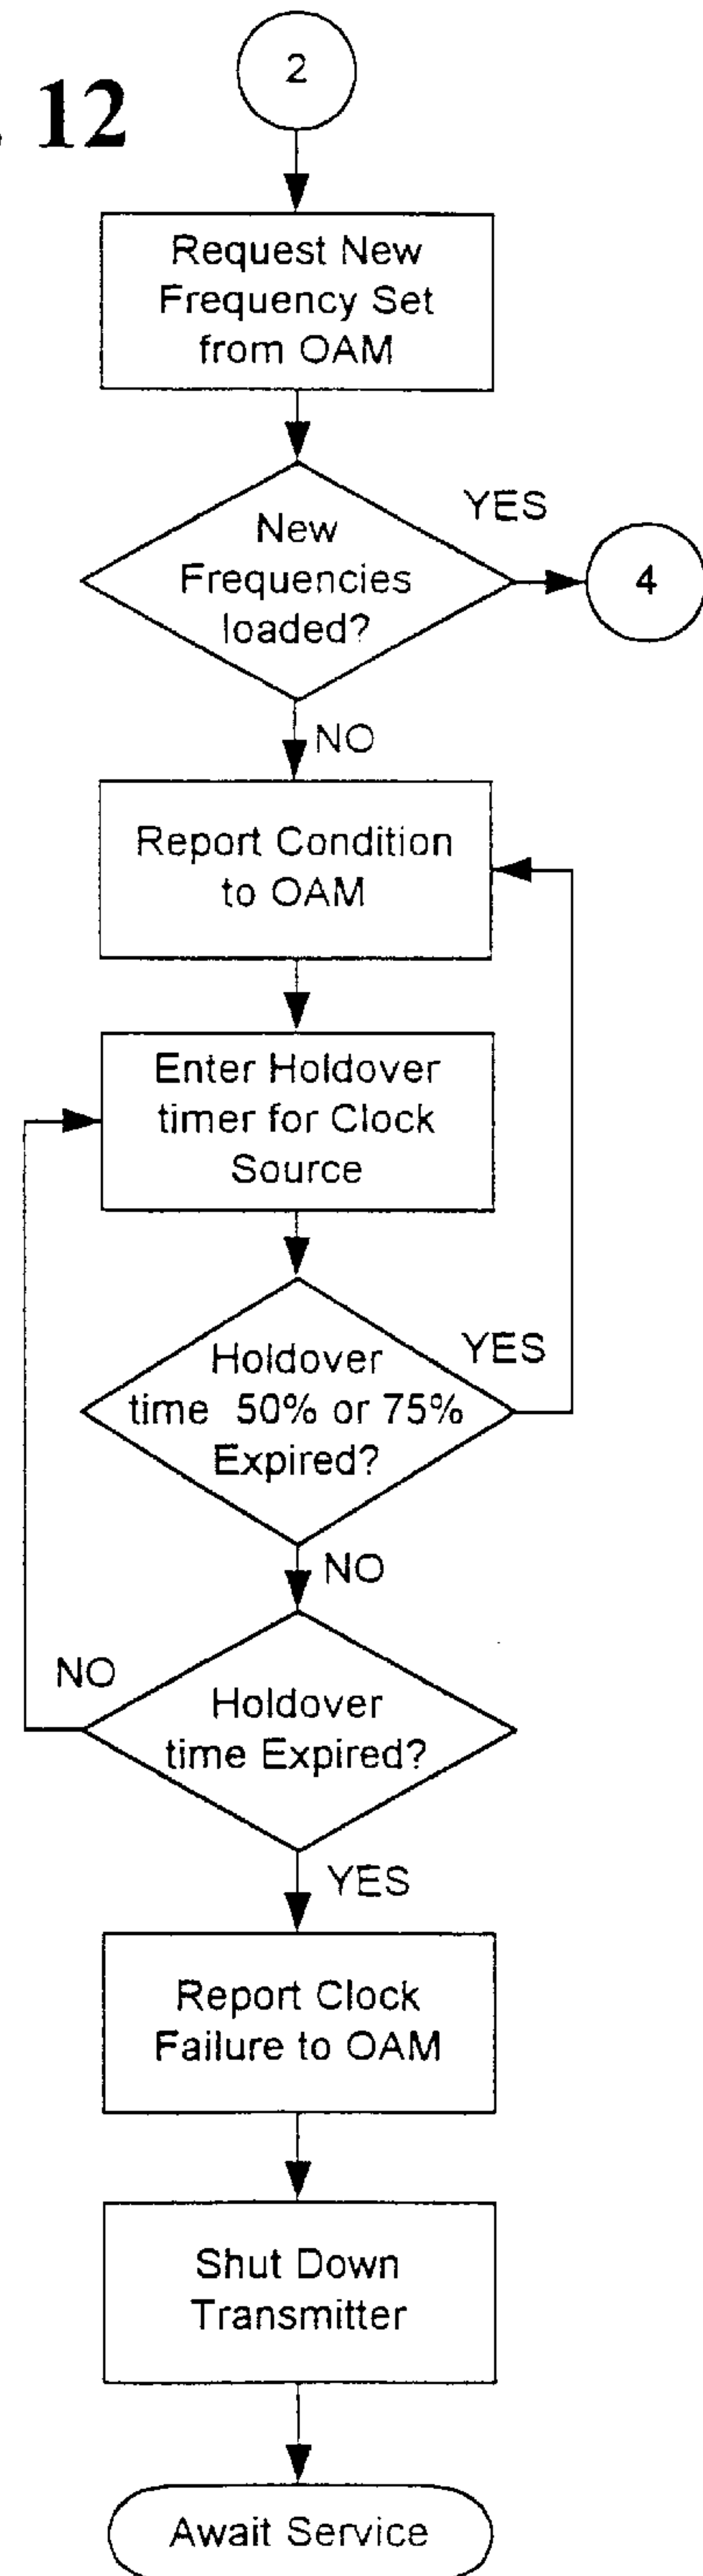 12
2
Request New
Frequency Set
from OAM
New
Frequencies
loaded?
YES
4
NO
Report Condition
to OAM
Enter Holdover
timer for Clock
Source
Holdover
time 50% or 75%
Expired?
YES
NO
Holdover
time Expired?
NO
YES
Report Clock
Failure to OAM
Shut Down
Transmitter
Await Service